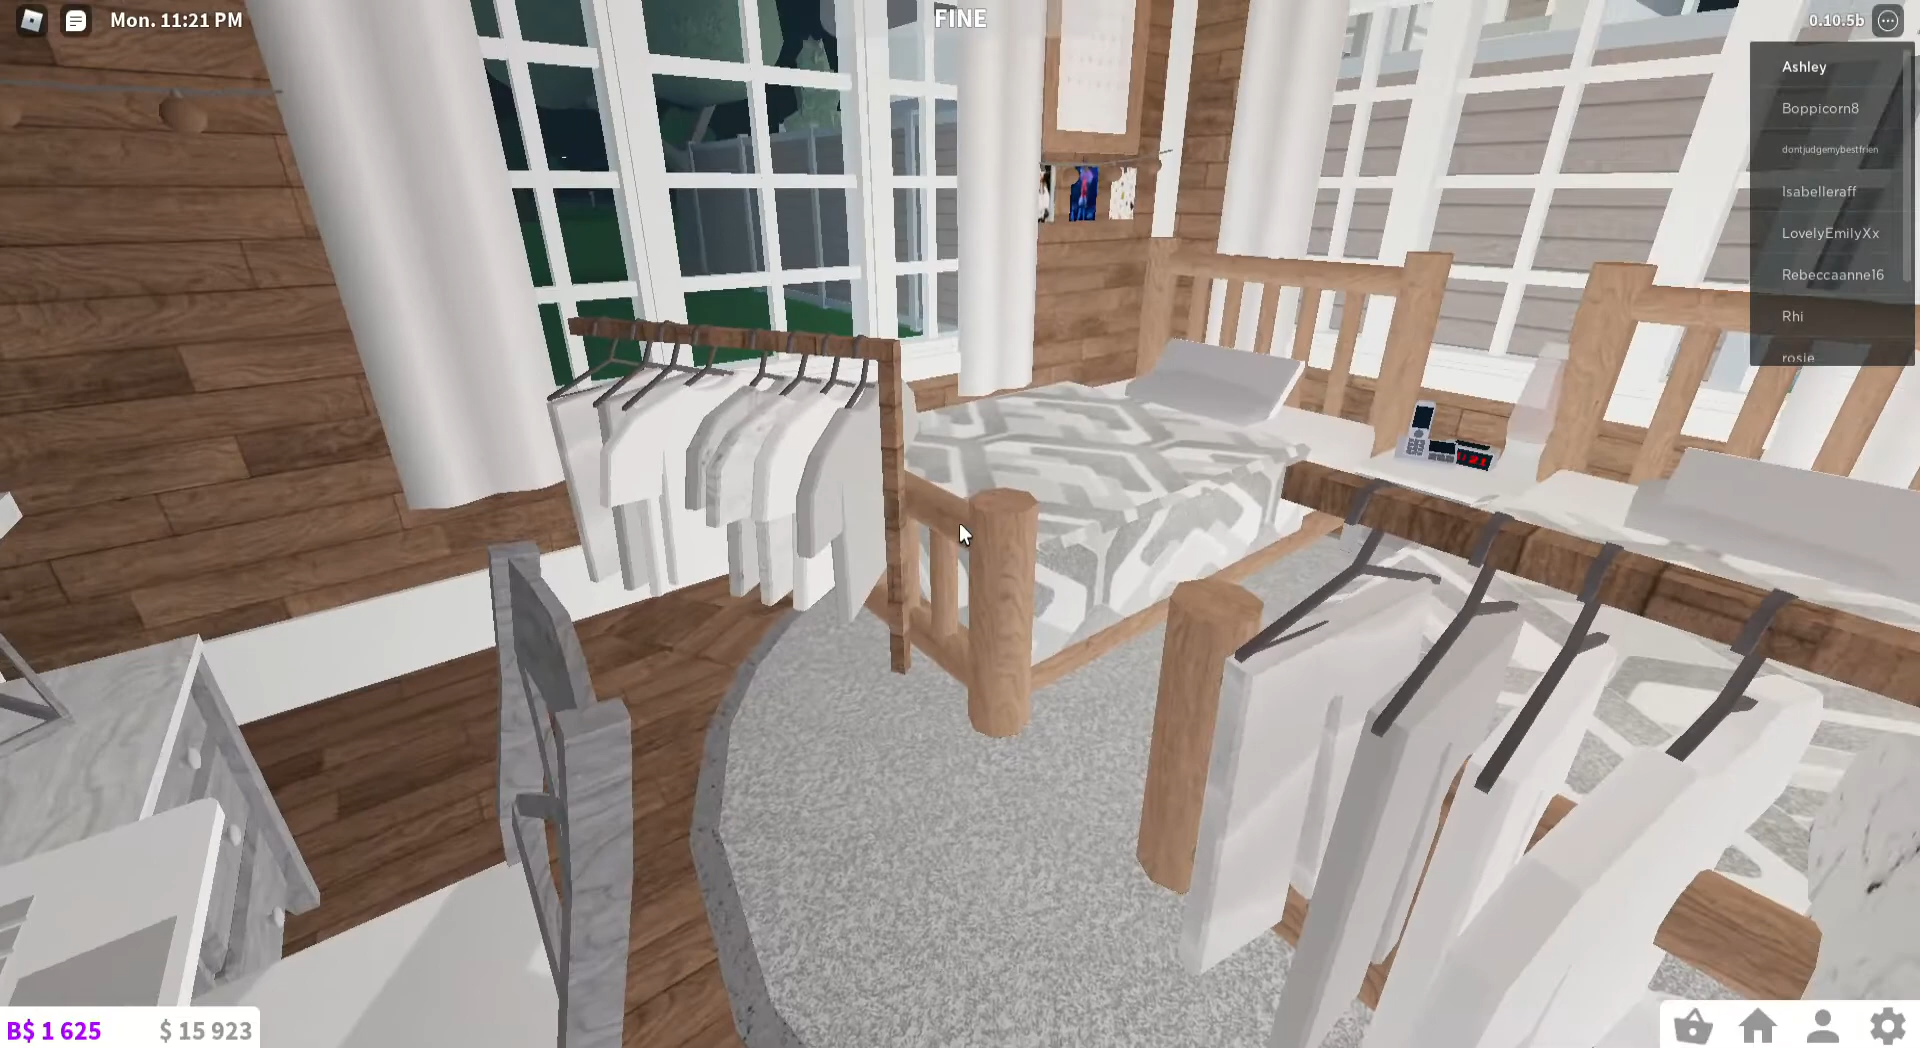 Mon. 11:21 PM
FINE
0.10.5b
Ashley
Boppicorn8
dontjudgemybestfrien
Isabelleraff
LovelyEmilyXx
Rebeccaanne16
Rhi
rosie
B$ 1 625
$ 15 923